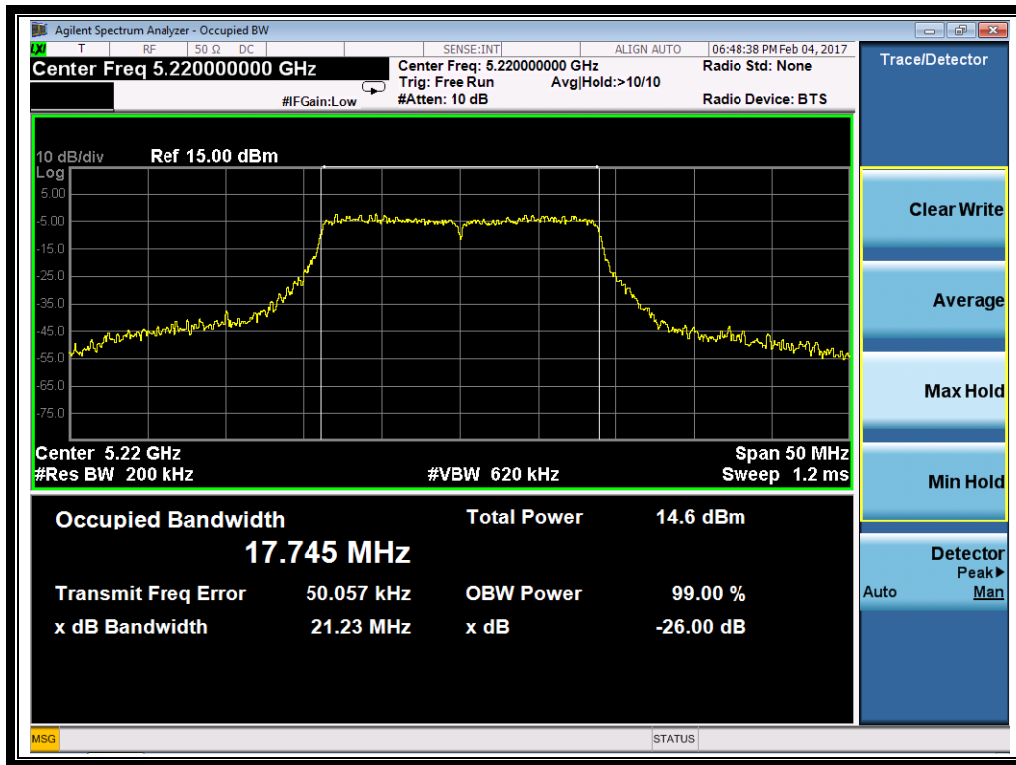 Agilent Spectrum Analyzer - Occupied BW
LXI T RF 50 Ω DC SENSE:INT ALIGN AUTO 06:48:38 PM Feb 04, 2017
Center Freq 5.220000000 GHz
Center Freq: 5.220000000 GHz
Radio Std: None
Trig: Free Run Avg|Hold:>10/10
#IFGain:Low
#Atten: 10 dB
Radio Device: BTS
10 dB/div Ref 15.00 dBm
Log
5.00
-5.00
-15.0
-25.0
-35.0
-45.0
-55.0
-65.0
-75.0
Center 5.22 GHz Span 50 MHz
#Res BW 200 kHz #VBW 620 kHz Sweep 1.2 ms
Occupied Bandwidth Total Power 14.6 dBm
17.745 MHz
Transmit Freq Error 50.057 kHz OBW Power 99.00 %
x dB Bandwidth 21.23 MHz x dB -26.00 dB
Trace/Detector
Clear Write
Average
Max Hold
Min Hold
Detector
Peak▶
Auto Man
MSG STATUS